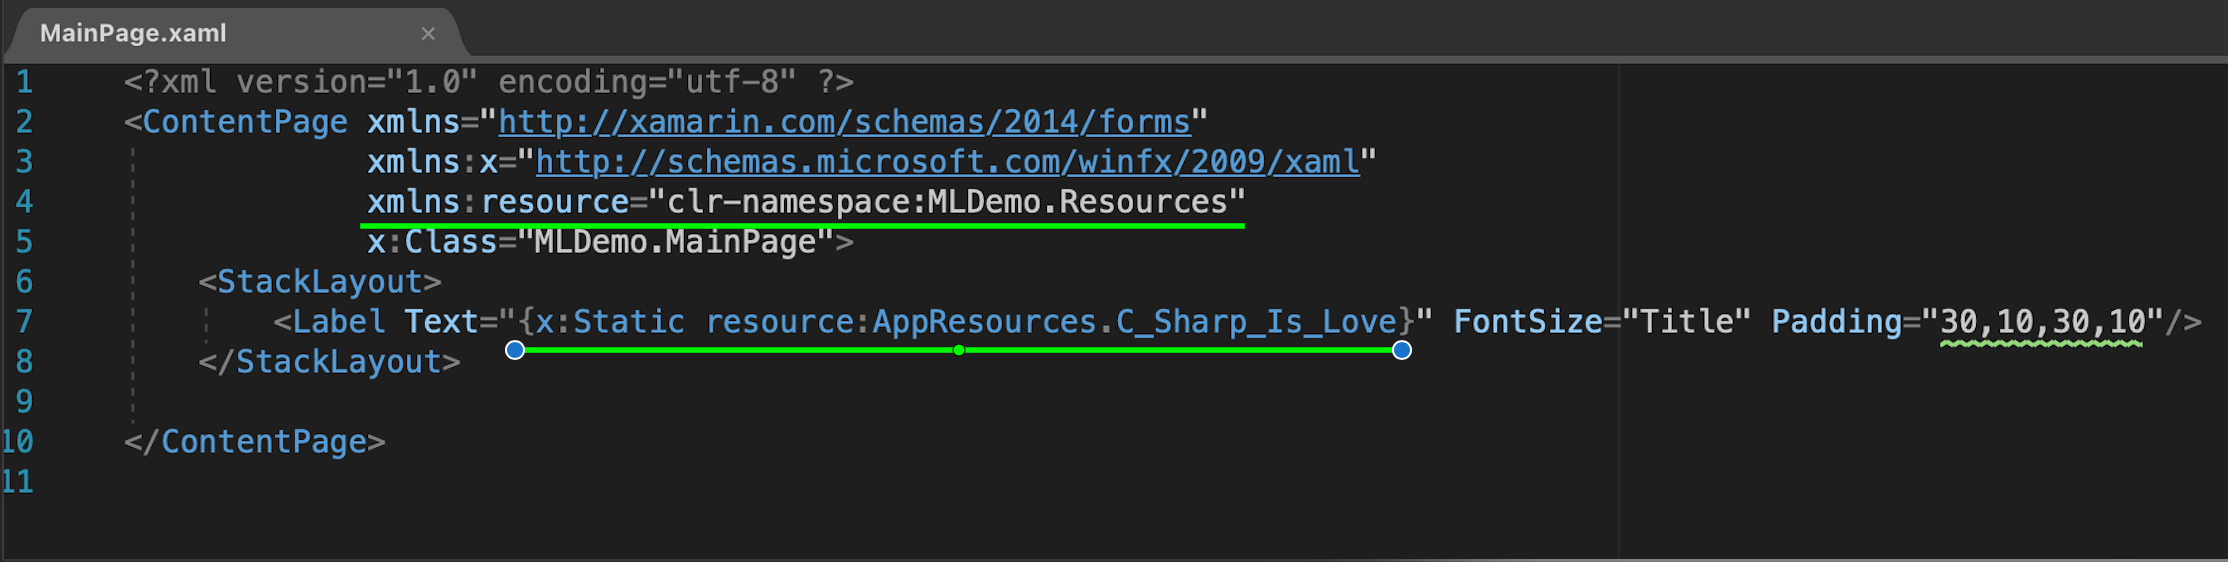 MainPage.xaml ×
1 <?xml version="1.0" encoding="utf-8" ?>
2 <ContentPage xmlns="http://xamarin.com/schemas/2014/forms"
3 xmlns:x="http://schemas.microsoft.com/winfx/2009/xaml"
4 xmlns:resource="clr-namespace:MLDemo.Resources"
5 x:Class="MLDemo.MainPage">
6 <StackLayout>
7 <Label Text="{x:Static resource:AppResources.C_Sharp_Is_Love}" FontSize="Title" Padding="30,10,30,10"/>
8 </StackLayout>
9
10 </ContentPage>
11